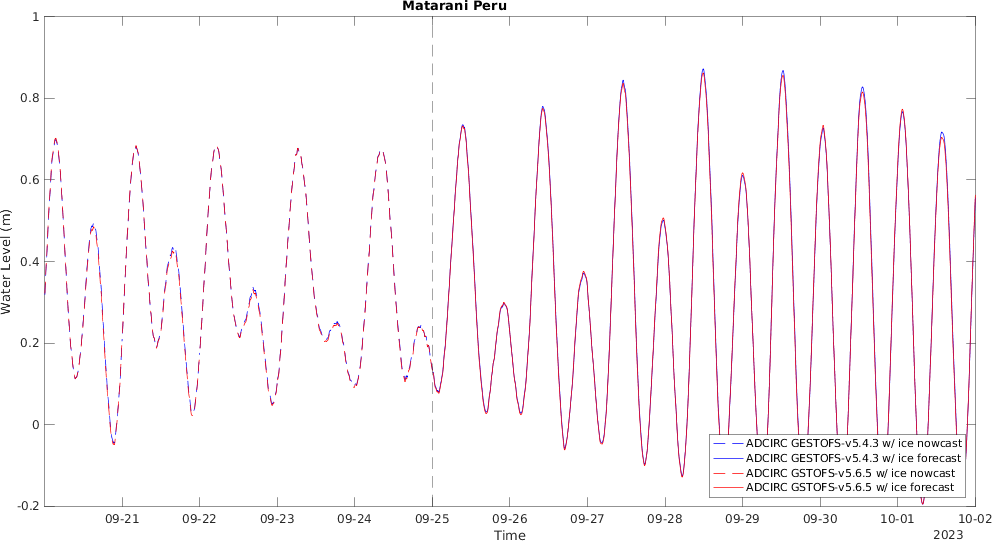 Matarani Peru
1
0.8
0.6
0.4
0.2
0
-0.2
Water Level (m)
ADCIRC GESTOFS-v5.4.3 w/ ice nowcast
ADCIRC GESTOFS-v5.4.3 w/ ice forecast
ADCIRC GSTOFS-v5.6.5 w/ ice nowcast
ADCIRC GSTOFS-v5.6.5 w/ ice forecast
09-21 09-22 09-23 09-24 09-25 09-26 09-27 09-28 09-29 09-30 10-01 10-02
Time 2023